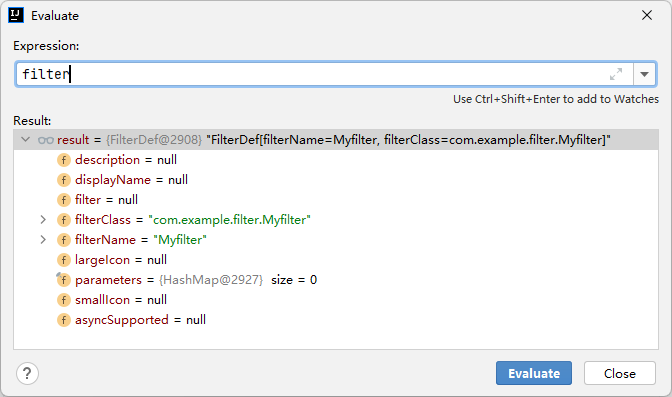 Evaluate
Expression:
filter
Use Ctrl+Shift+Enter to add to Watches
Result:
result = {FilterDef@2908} "FilterDef[filterName=Myfilter, filterClass=com.example.filter.Myfilter]"
f description = null
f displayName = null
f filter = null
f filterClass = "com.example.filter.Myfilter"
f filterName = "Myfilter"
f largeIcon = null
f parameters = {HashMap@2927} size = 0
f smallIcon = null
f asyncSupported = null
? Evaluate Close